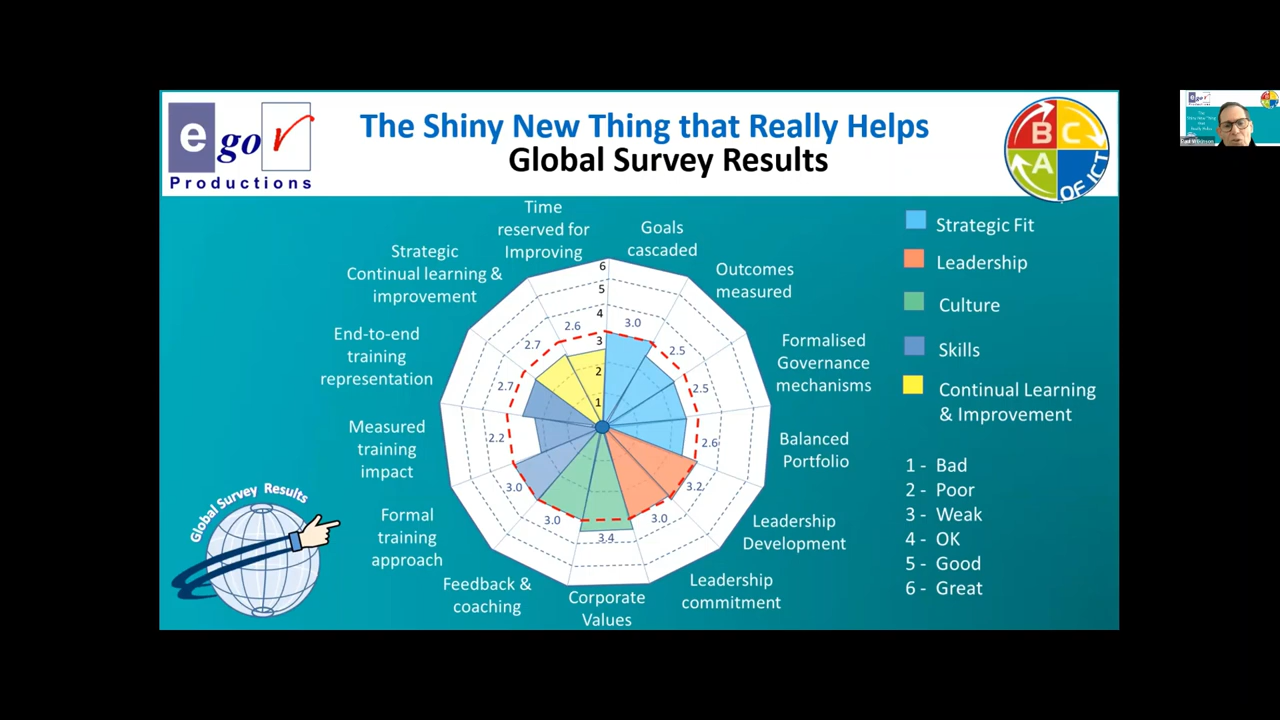 ego r
Productions
The Shiny New Thing that Really Helps
Global Survey Results
A B C
OF ICT
Time
reserved for
Improving
Goals
cascaded
Outcomes
measured
Formalised
Governance
mechanisms
Balanced
Portfolio
Leadership
Development
Leadership
commitment
Corporate
Values
Feedback &
coaching
Formal
training
approach
Measured
training
impact
End-to-end
training
representation
Strategic
Continual learning &
improvement
6
5
4
3
2
1
3.0
2.5
2.5
2.6
3.2
3.0
3.4
3.0
3.0
2.2
2.7
2.7
2.6
Strategic Fit
Leadership
Culture
Skills
Continual Learning
& Improvement
1 - Bad
2 - Poor
3 - Weak
4 - OK
5 - Good
6 - Great
Global Survey Results